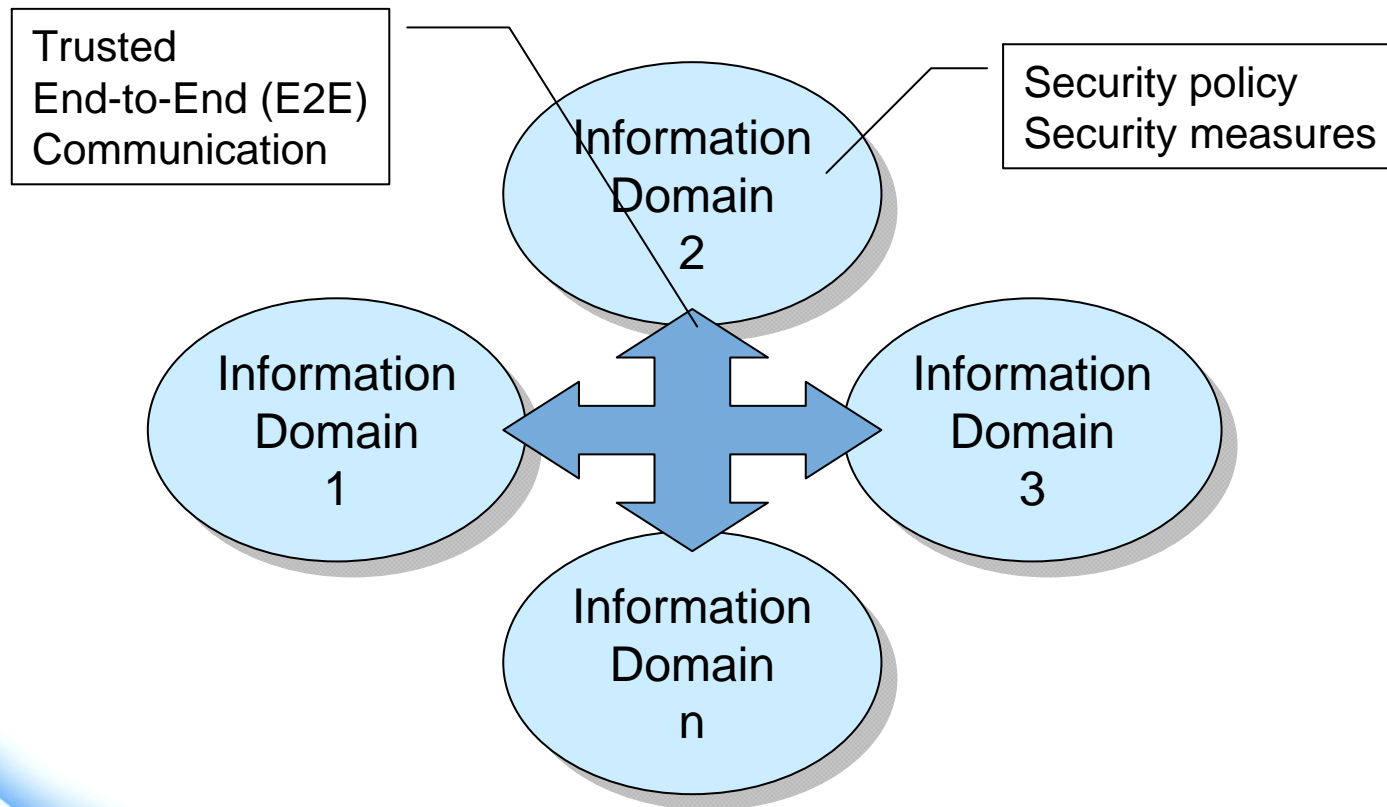 Trusted
End-to-End (E2E)
Communication
Security policy
Security measures
Information
Domain
2
Information
Domain
1
Information
Domain
3
Information
Domain
n